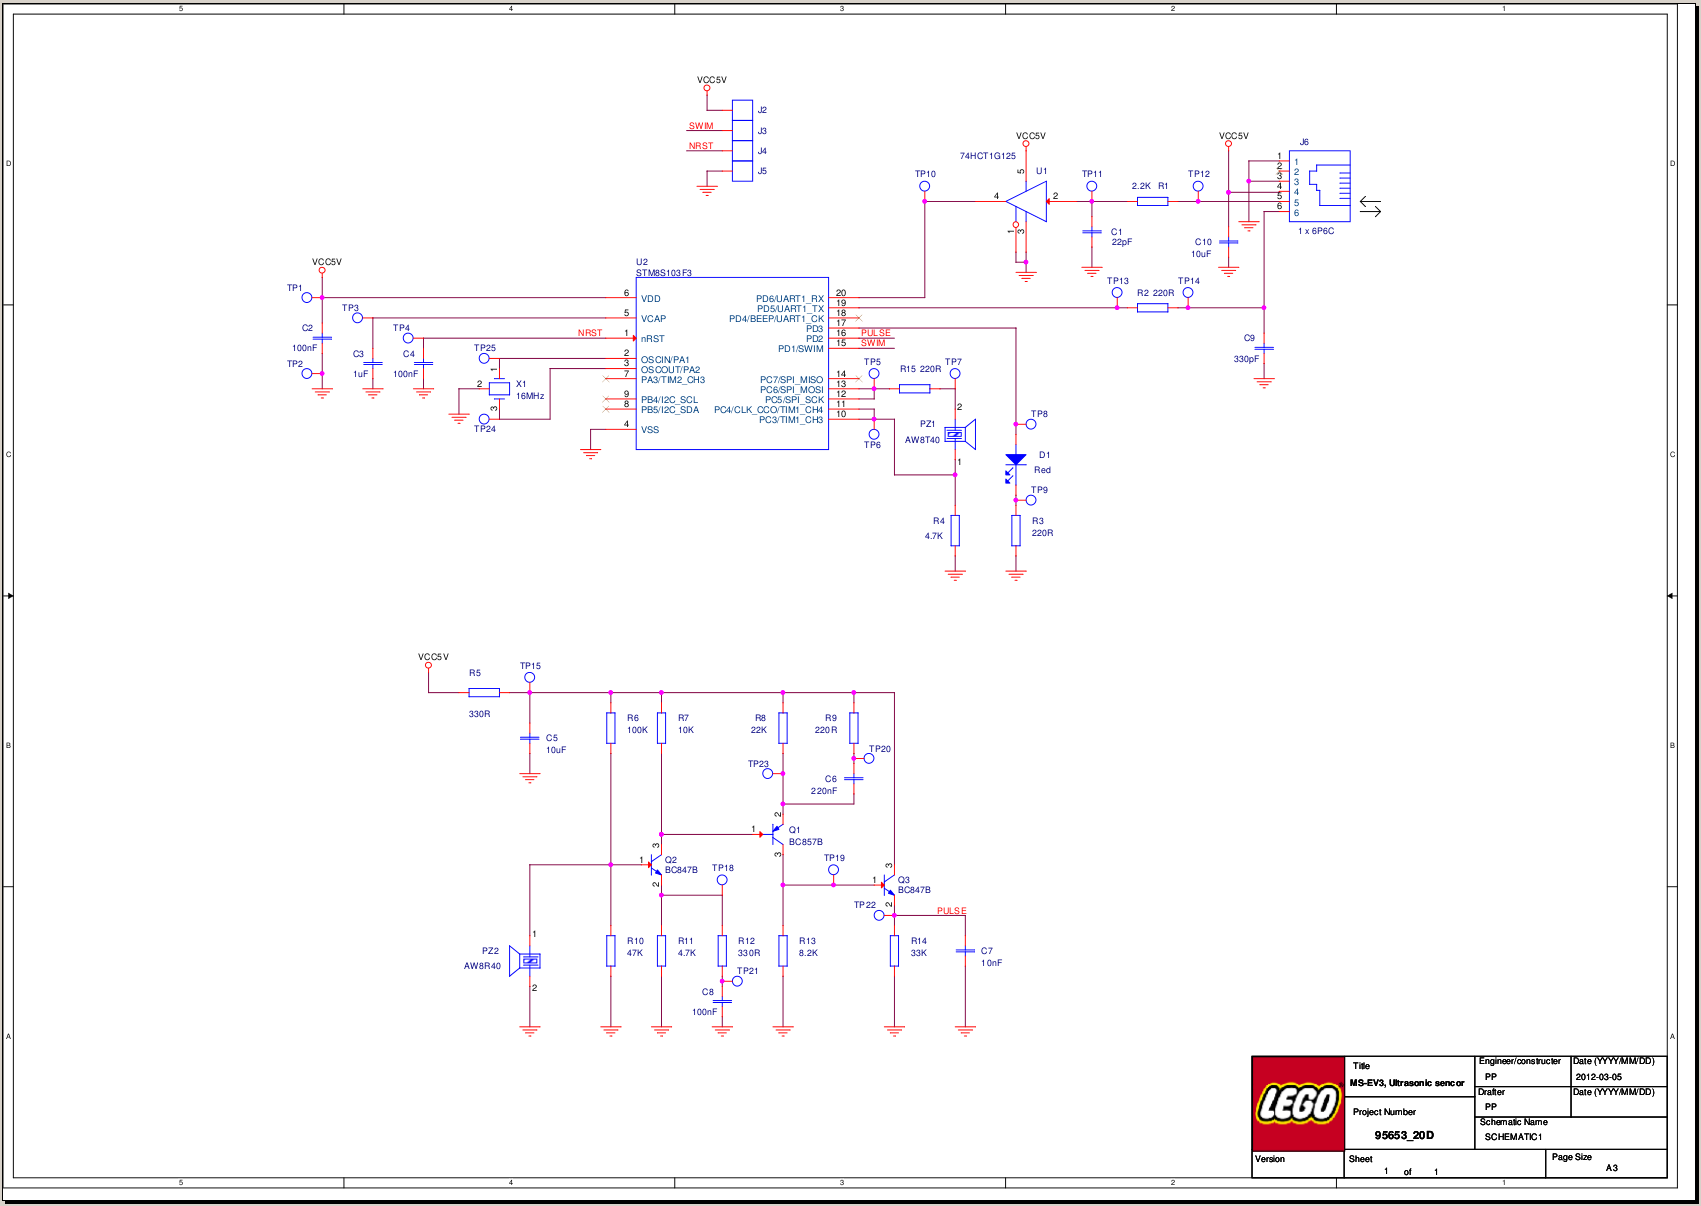 5 4 3 2 1
VCC5V
J2
SWIM J3
NRST J4
J5
D D
VCC5V VCC5V
J6
74HCT1G125
U1
5
TP10 TP11 TP12
4 2
2.2K R1
1 3
1 1
2 2
3 3
4 4
5 5
6 6
1 x 6P6C
C1
22pF
C10
10uF
VCC5V
U2
STM8S103F3
TP1
TP3
TP4
C2
100nF
TP2
C3
1uF
C4
100nF
NRST
TP25
1
2
3
X1
16MHz
TP24
6 VDD
5 VCAP
1 nRST
2 OSCIN/PA1
3 OSCOUT/PA2
7 PA3/TIM2_CH3
9 PB4/I2C_SCL
8 PB5/I2C_SDA
4 VSS
PD6/UART1_RX 20
PD5/UART1_TX 19
PD4/BEEP/UART1_CK 18
PD3 17
PD2 16 PULSE
PD1/SWIM 15 SWIM
PC7/SPI_MISO 14
PC6/SPI_MOSI 13
PC5/SPI_SCK 12
PC4/CLK_CCO/TIM1_CH4 11
PC3/TIM1_CH3 10
TP13 TP14
R2 220R
C9
330pF
TP5 R15 220R TP7
TP6
2
PZ1
AW8T40
1
TP8
D1
Red
TP9
R4
4.7K
R3
220R
C C
VCC5V
R5
330R
TP15
C5
10uF
R6
100K
R7
10K
R8
22K
R9
220R
B B
TP20
TP23
C6
220nF
2
1 Q1
BC857B
3
3
1 Q2
BC847B
2
TP18
TP19
3
1 Q3
BC847B
2
TP22 PULSE
1
PZ2
AW8R40
2
R10
47K
R11
4.7K
R12
330R
R13
8.2K
R14
33K
C7
10nF
TP21
C8
100nF
A A
LEGO
Title
MS-EV3, Ultrasonic sencor
Engineer/constructer
PP
Date (YYYY/MM/DD)
2012-03-05
Drafter
PP
Date (YYYY/MM/DD)
Project Number
95653_20D
Schematic Name
SCHEMATIC1
Version
Sheet
1 of 1
Page Size
A3
5 4 3 2 1